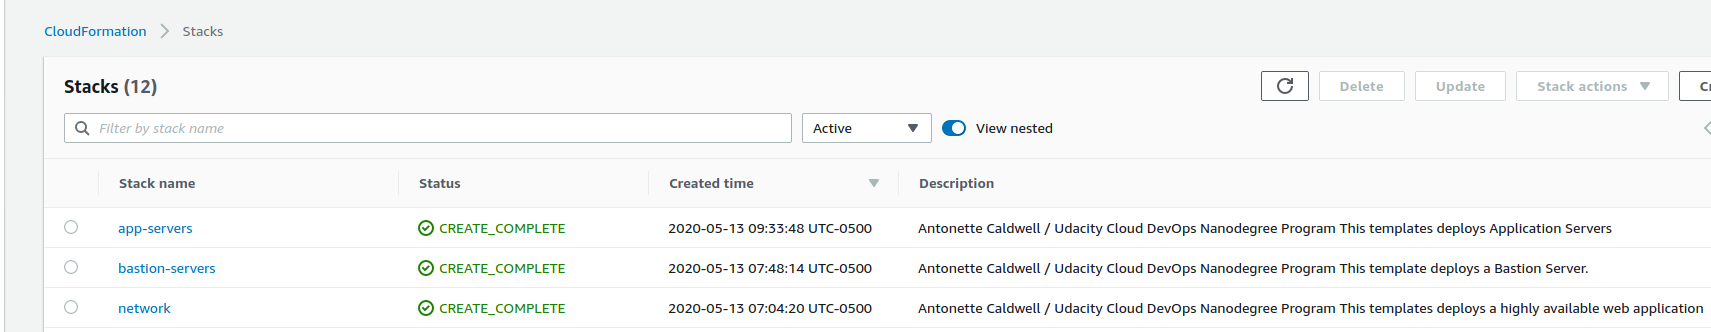 CloudFormation > Stacks
Stacks (12) Delete Update Stack actions
Filter by stack name Active View nested
Stack name Status Created time Description
app-servers CREATE_COMPLETE 2020-05-13 09:33:48 UTC-0500 Antonette Caldwell / Udacity Cloud DevOps Nanodegree Program This templates deploys Application Servers
bastion-servers CREATE_COMPLETE 2020-05-13 07:48:14 UTC-0500 Antonette Caldwell / Udacity Cloud DevOps Nanodegree Program This template deploys a Bastion Server.
network CREATE_COMPLETE 2020-05-13 07:04:20 UTC-0500 Antonette Caldwell / Udacity Cloud DevOps Nanodegree Program This templates deploys a highly available web application